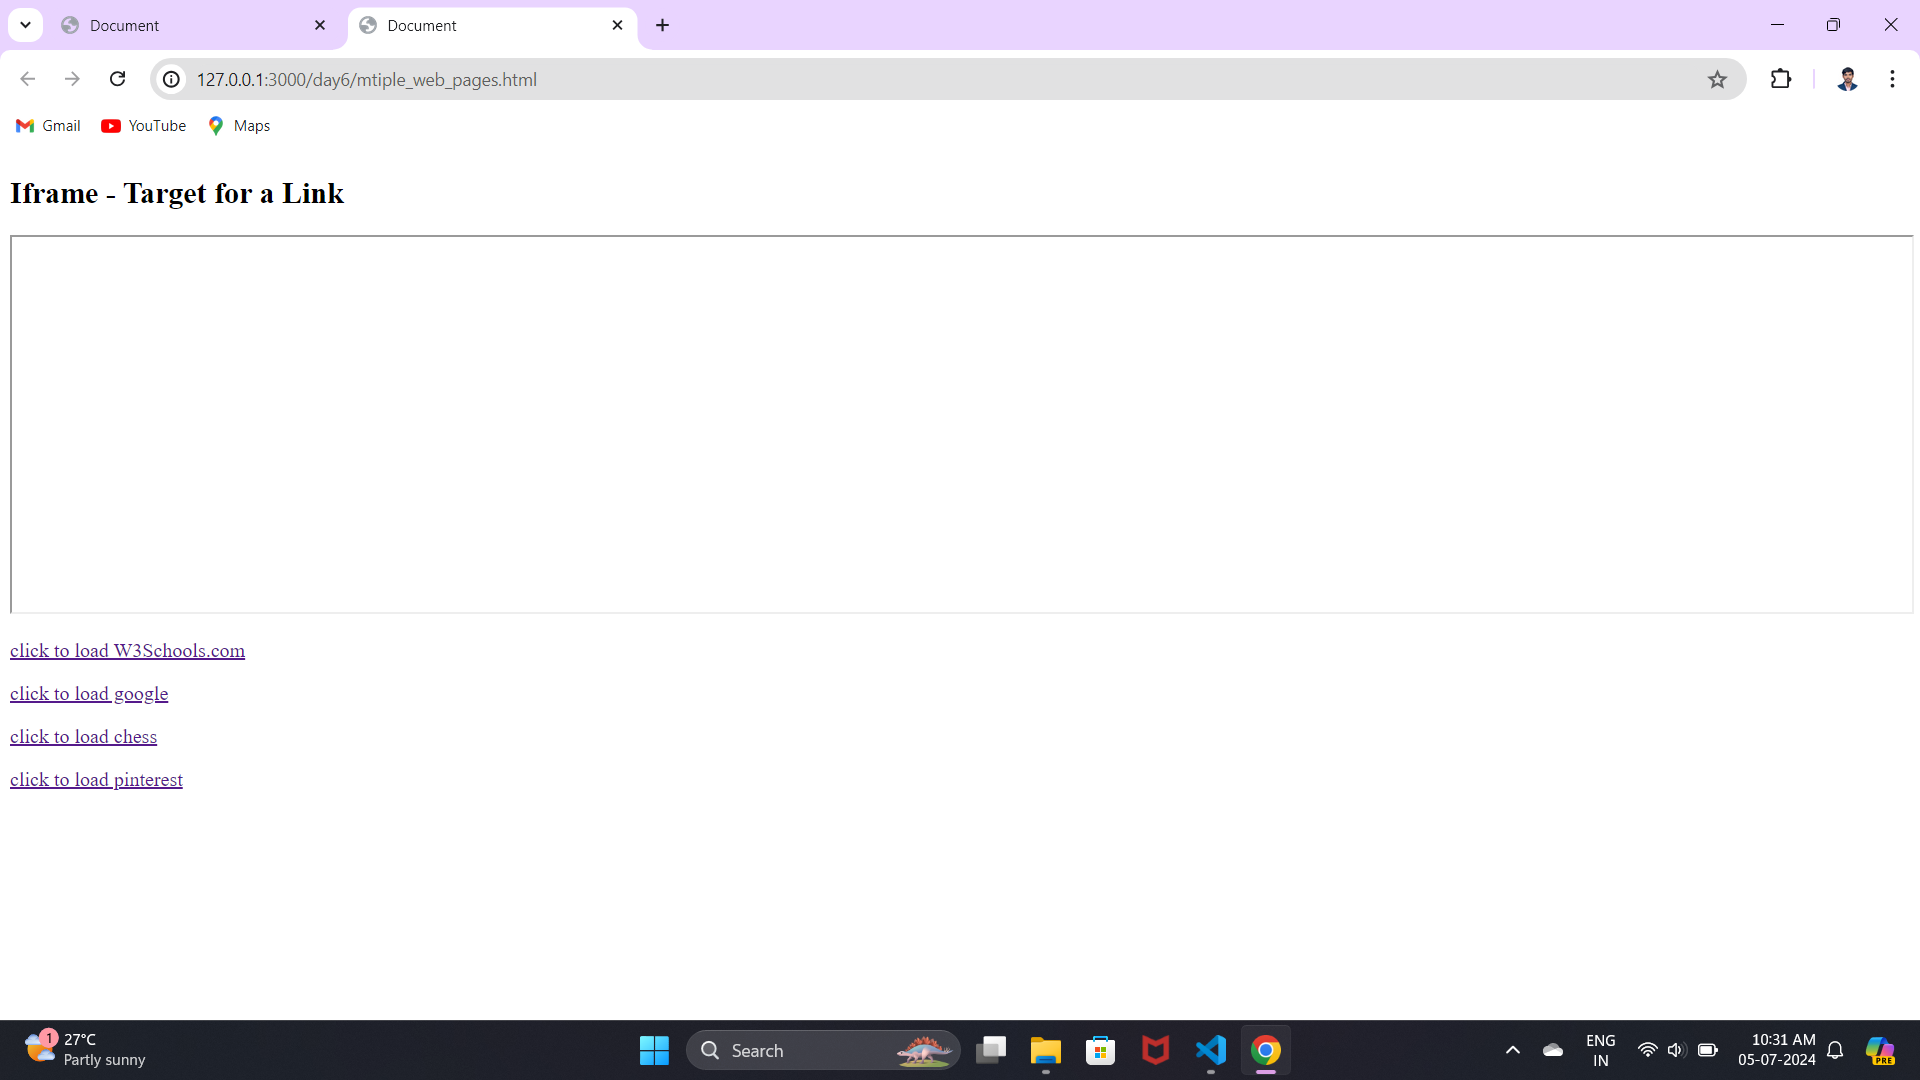 Document
Document
127.0.0.1:3000/day6/mtiple_web_pages.html
Gmail YouTube Maps
Iframe - Target for a Link
click to load W3Schools.com
click to load google
click to load chess
click to load pinterest
1
27°C
Partly sunny
Search
ENG
IN
10:31 AM
05-07-2024
PRE